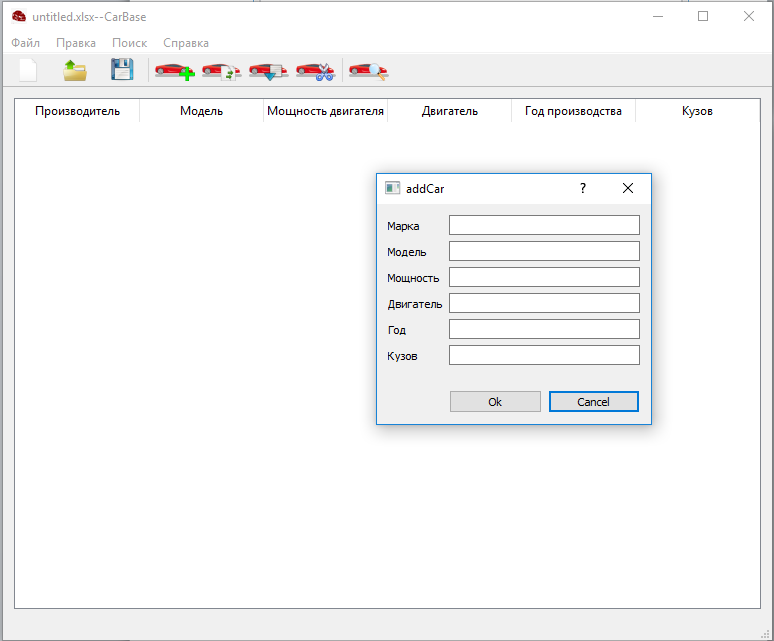 untitled.xlsx--CarBase
Файл Правка Поиск Справка
Производитель Модель Мощность двигателя Двигатель Год производства Кузов
addCar ?
Марка
Модель
Мощность
Двигатель
Год
Кузов
Ok Cancel